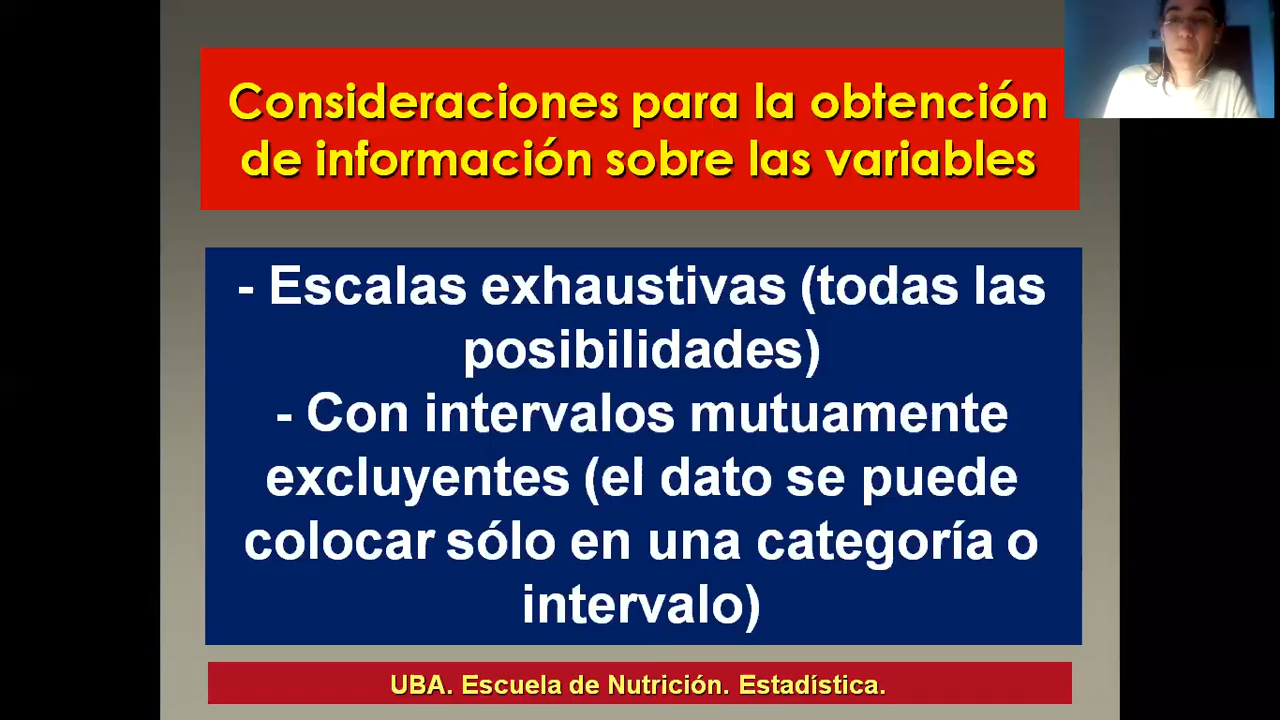 Consideraciones para la obtención
de información sobre las variables
- Escalas exhaustivas (todas las
posibilidades)
- Con intervalos mutuamente
excluyentes (el dato se puede
colocar sólo en una categoría o
intervalo)
UBA. Escuela de Nutrición. Estadística.